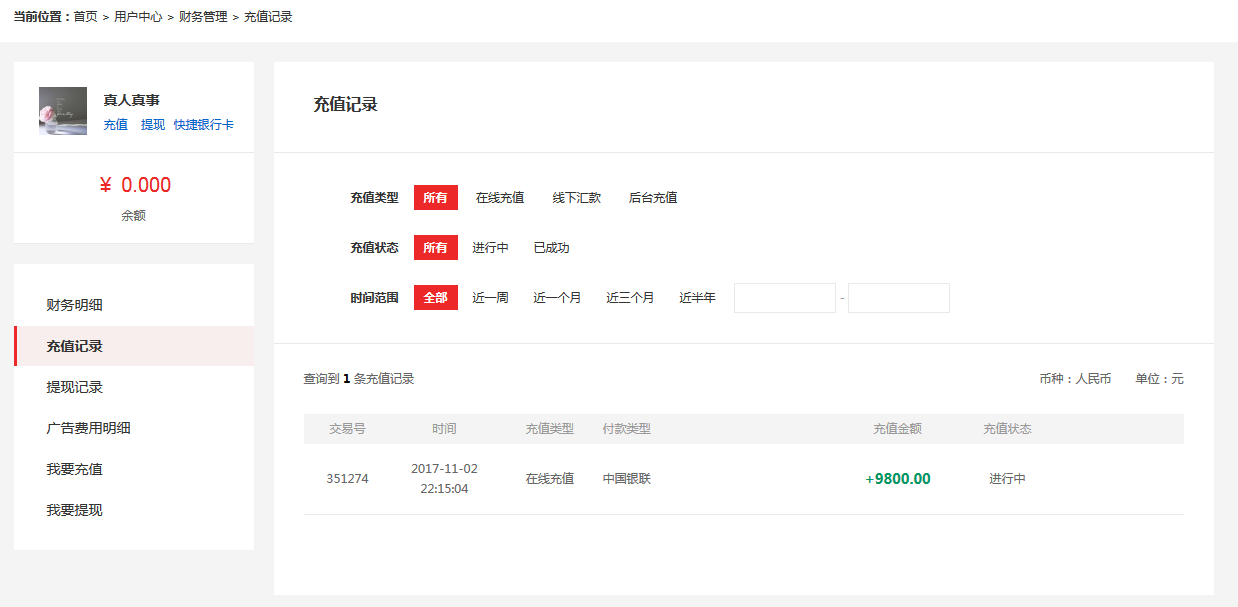 当前位置：首页 > 用户中心 > 财务管理 > 充值记录
真人真事
充值 提现 快捷银行卡
¥ 0.000
余额
财务明细
充值记录
提现记录
广告费用明细
我要充值
我要提现
充值记录
充值类型 所有 在线充值 线下汇款 后台充值
充值状态 所有 进行中 已成功
时间范围 全部 近一周 近一个月 近三个月 近半年 -
查询到 1 条充值记录 币种：人民币 单位：元
交易号 时间 充值类型 付款类型 充值金额 充值状态
351274 2017-11-02 22:15:04 在线充值 中国银联 +9800.00 进行中